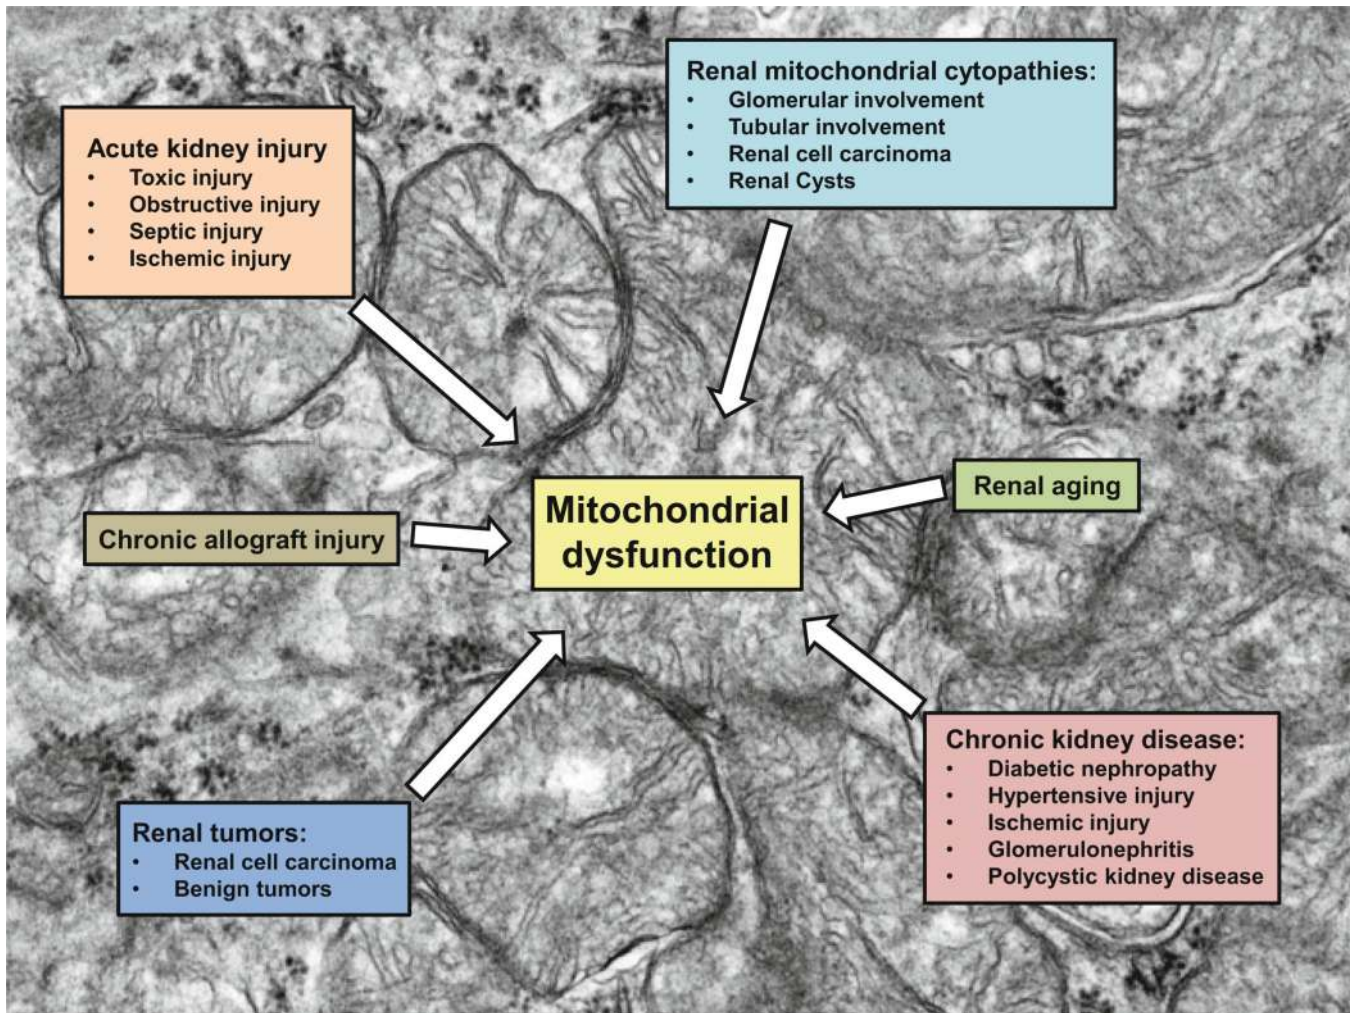 Renal mitochondrial cytopathies:
• Glomerular involvement
• Tubular involvement
• Renal cell carcinoma
• Renal Cysts
Acute kidney injury
• Toxic injury
• Obstructive injury
• Septic injury
• Ischemic injury
Mitochondrial
dysfunction
Renal aging
Chronic allograft injury
Chronic kidney disease:
• Diabetic nephropathy
• Hypertensive injury
• Ischemic injury
• Glomerulonephritis
• Polycystic kidney disease
Renal tumors:
• Renal cell carcinoma
• Benign tumors